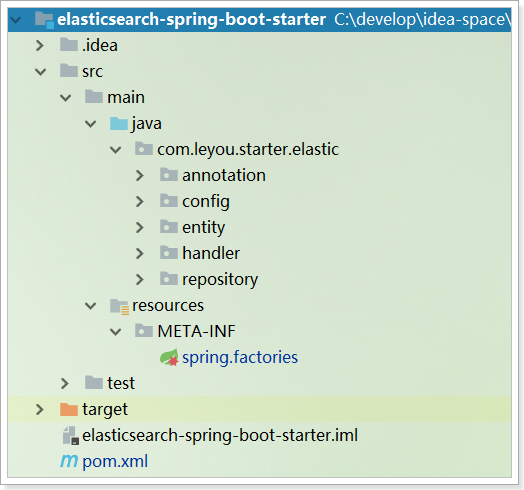 elasticsearch-spring-boot-starter C:\develop\idea-space\
.idea
src
main
java
com.leyou.starter.elastic
annotation
config
entity
handler
repository
resources
META-INF
spring.factories
test
target
elasticsearch-spring-boot-starter.iml
m pom.xml